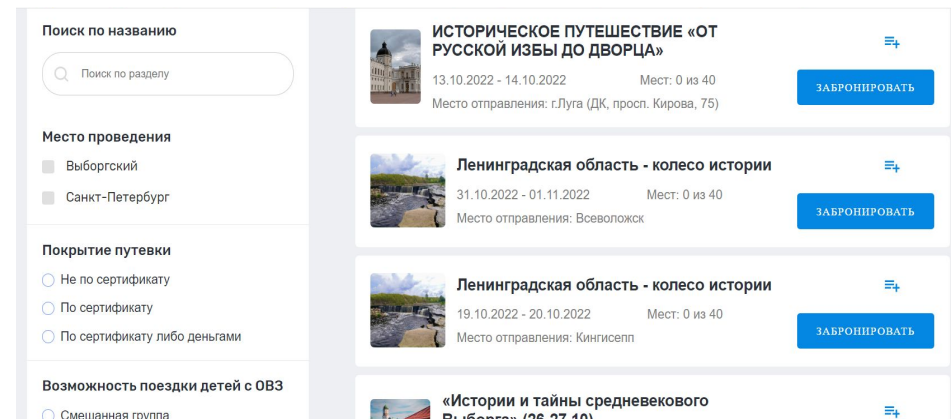 Поиск по названию
Поиск по разделу
Место проведения
Выборгский
Санкт-Петербург
Покрытие путевки
Не по сертификату
По сертификату
По сертификату либо деньгами
Возможность поездки детей с ОВЗ
Смешанная группа
ИСТОРИЧЕСКОЕ ПУТЕШЕСТВИЕ «ОТ
РУССКОЙ ИЗБЫ ДО ДВОРЦА»
13.10.2022 - 14.10.2022 Мест: 0 из 40
Место отправления: г.Луга (ДК, просп. Кирова, 75)
ЗАБРОНИРОВАТЬ
Ленинградская область - колесо истории
31.10.2022 - 01.11.2022 Мест: 0 из 40
Место отправления: Всеволожск
ЗАБРОНИРОВАТЬ
Ленинградская область - колесо истории
19.10.2022 - 20.10.2022 Мест: 0 из 40
Место отправления: Кингисепп
ЗАБРОНИРОВАТЬ
«Истории и тайны средневекового
Выборга» (26-27.10)